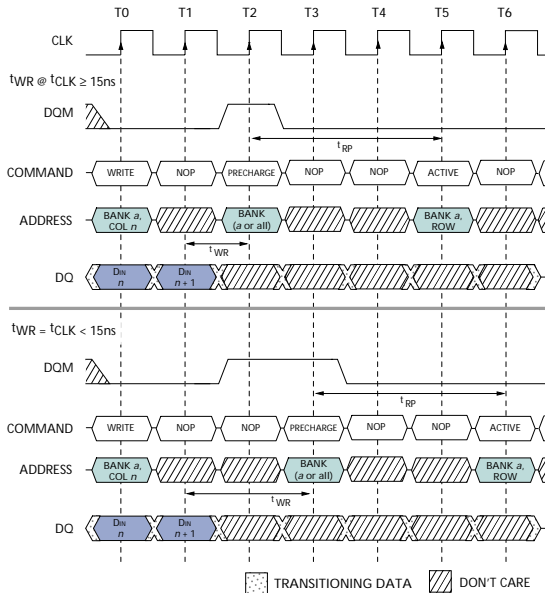 T0 T1 T2 T3 T4 T5 T6
CLK
tWR @ tCLK ≥ 15ns
DQM
tRP
COMMAND WRITE NOP PRECHARGE NOP NOP ACTIVE NOP
ADDRESS BANK a, COL n BANK (a or all) BANK a, ROW
tWR
DQ DIN n DIN n + 1
tWR = tCLK < 15ns
DQM
tRP
COMMAND WRITE NOP NOP PRECHARGE NOP NOP ACTIVE
ADDRESS BANK a, COL n BANK (a or all) BANK a, ROW
tWR
DQ DIN n DIN n + 1
TRANSITIONING DATA DON'T CARE